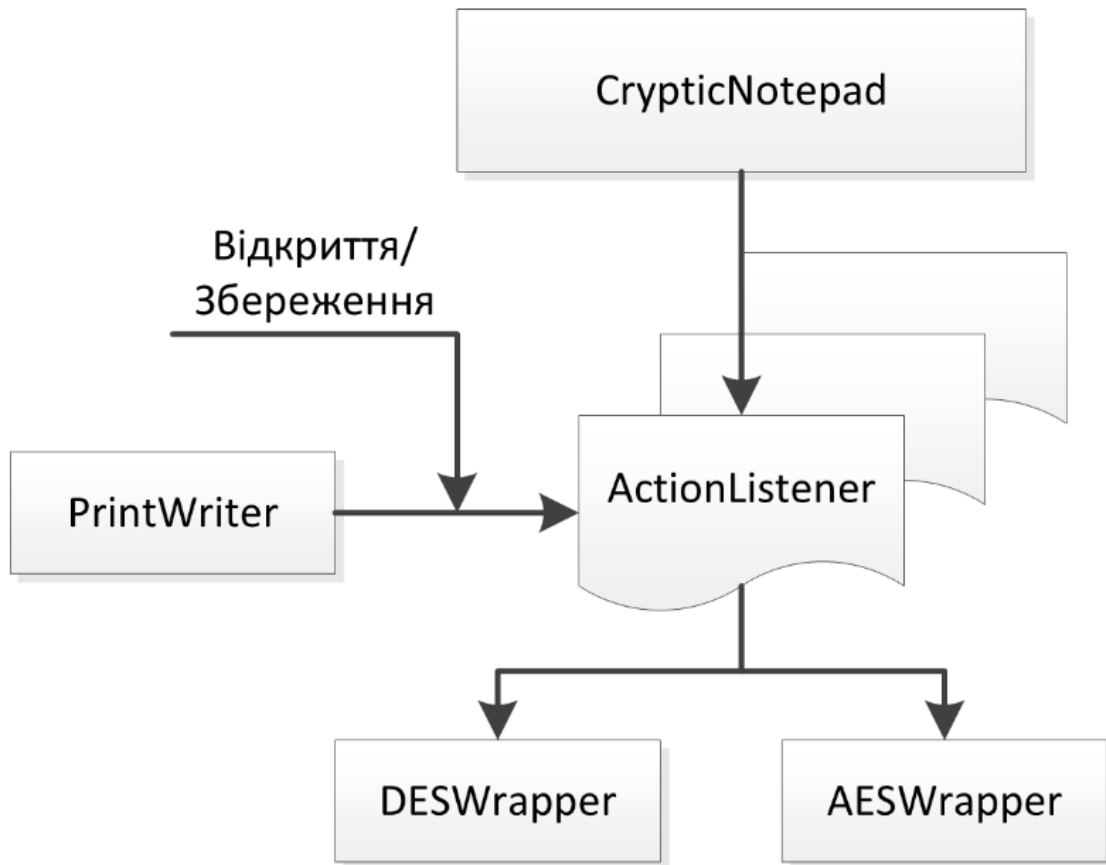 CrypticNotepad
Відкриття/
Збереження
ActionListener
PrintWriter
DESWrapper
AESWrapper